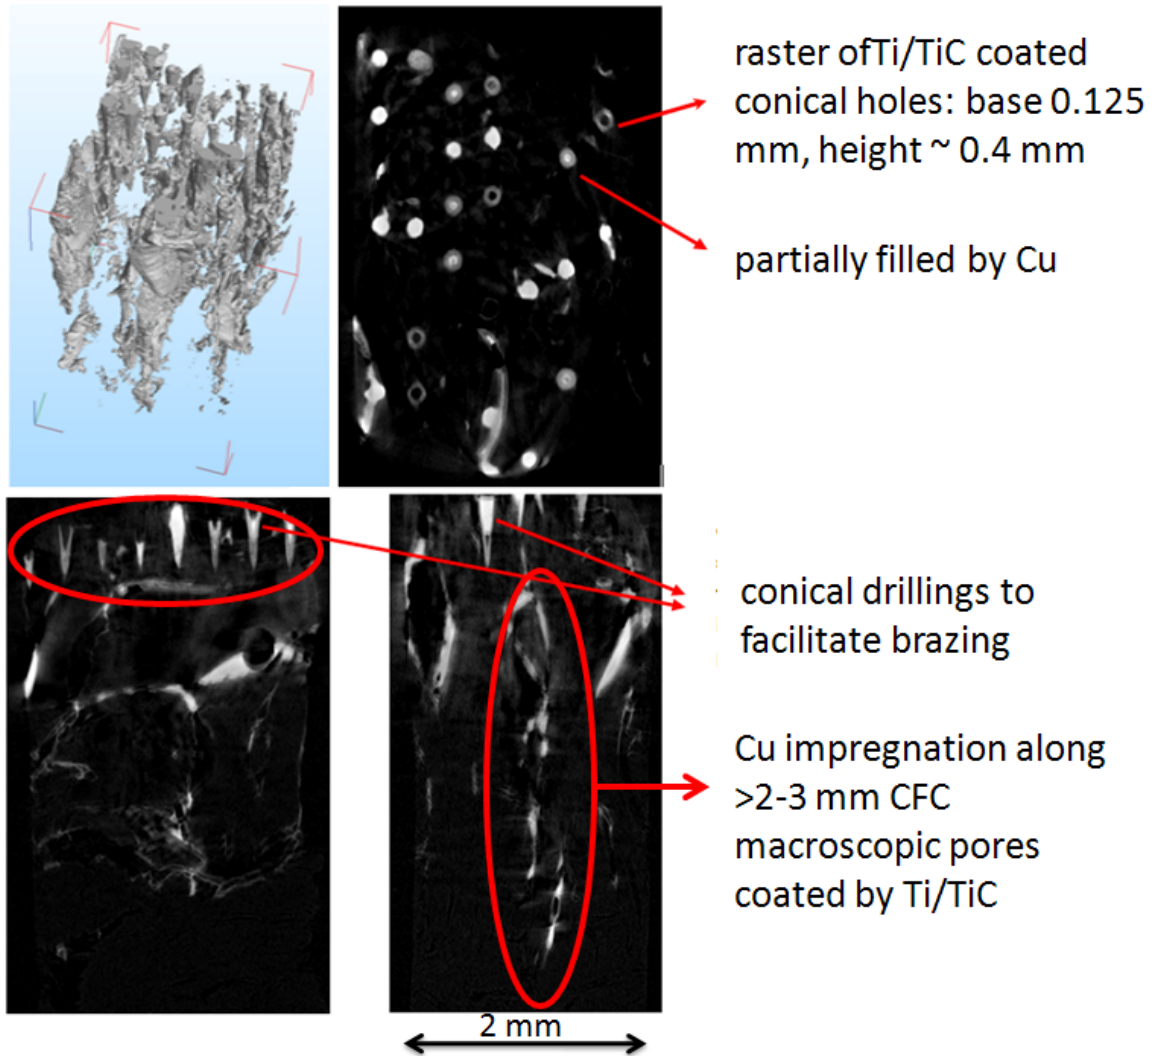 raster ofTi/TiC coated
conical holes: base 0.125
mm, height ~ 0.4 mm
partially filled by Cu
conical drillings to
facilitate brazing
Cu impregnation along
>2-3 mm CFC
macroscopic pores
coated by Ti/TiC
2 mm